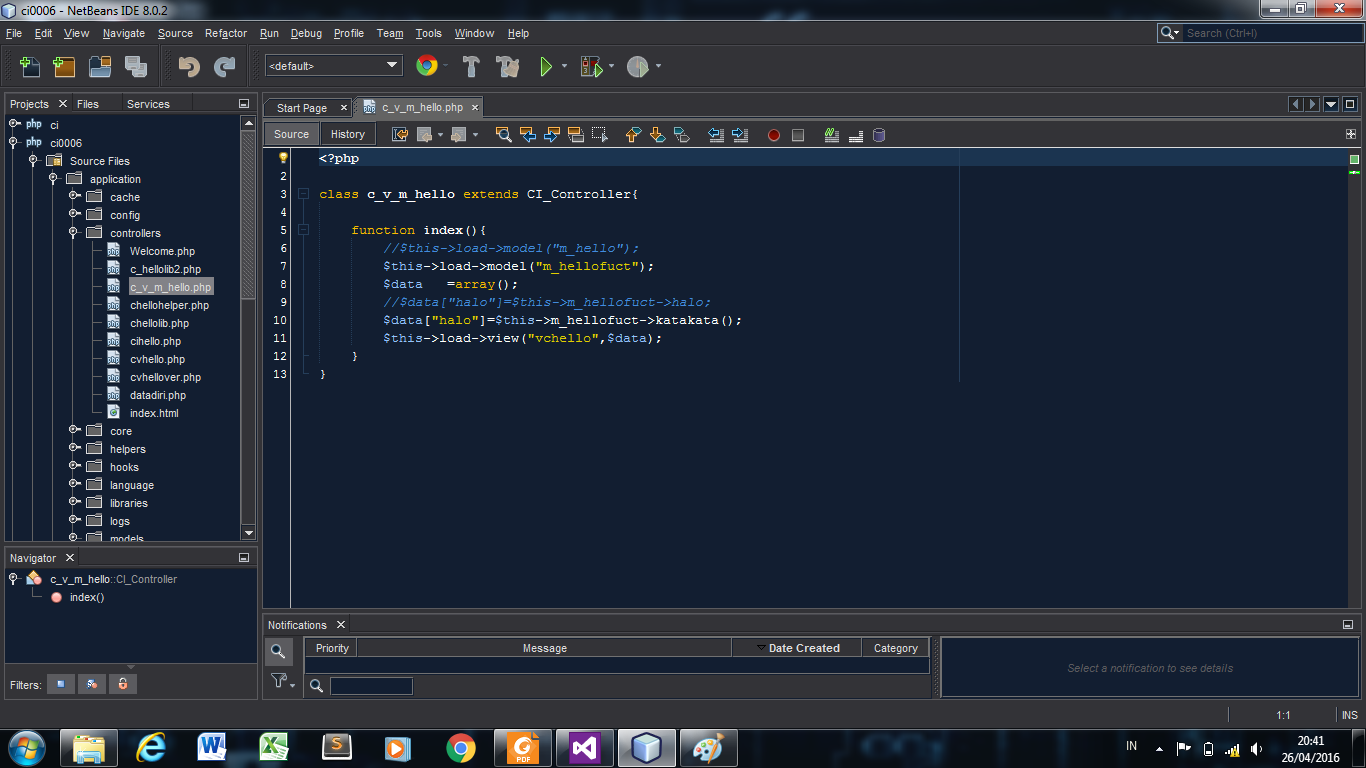 ci0006 - NetBeans IDE 8.0.2
File Edit View Navigate Source Refactor Run Debug Profile Team Tools Window Help
Search (Ctrl+I)
<default>
Projects Files Services
php ci
php ci0006
Source Files
application
cache
config
controllers
Welcome.php
c_hellolib2.php
c_v_m_hello.php
chellohelper.php
chellolib.php
cihello.php
cvhello.php
cvhellover.php
datadiri.php
index.html
core
helpers
hooks
language
libraries
logs
models
Navigator
c_v_m_hello::CI_Controller
index()
Filters:
Start Page c_v_m_hello.php
Source History
<?php
2
3 class c_v_m_hello extends CI_Controller{
4
5 function index(){
6 //$this->load->model("m_hello");
7 $this->load->model("m_hellofuct");
8 $data =array();
9 //$data["halo"]=$this->m_hellofuct->halo;
10 $data["halo"]=$this->m_hellofuct->katakata();
11 $this->load->view("vchello",$data);
12 }
13 }
Notifications
Priority Message Date Created Category
Select a notification to see details
1:1 INS
IN
20:41
26/04/2016